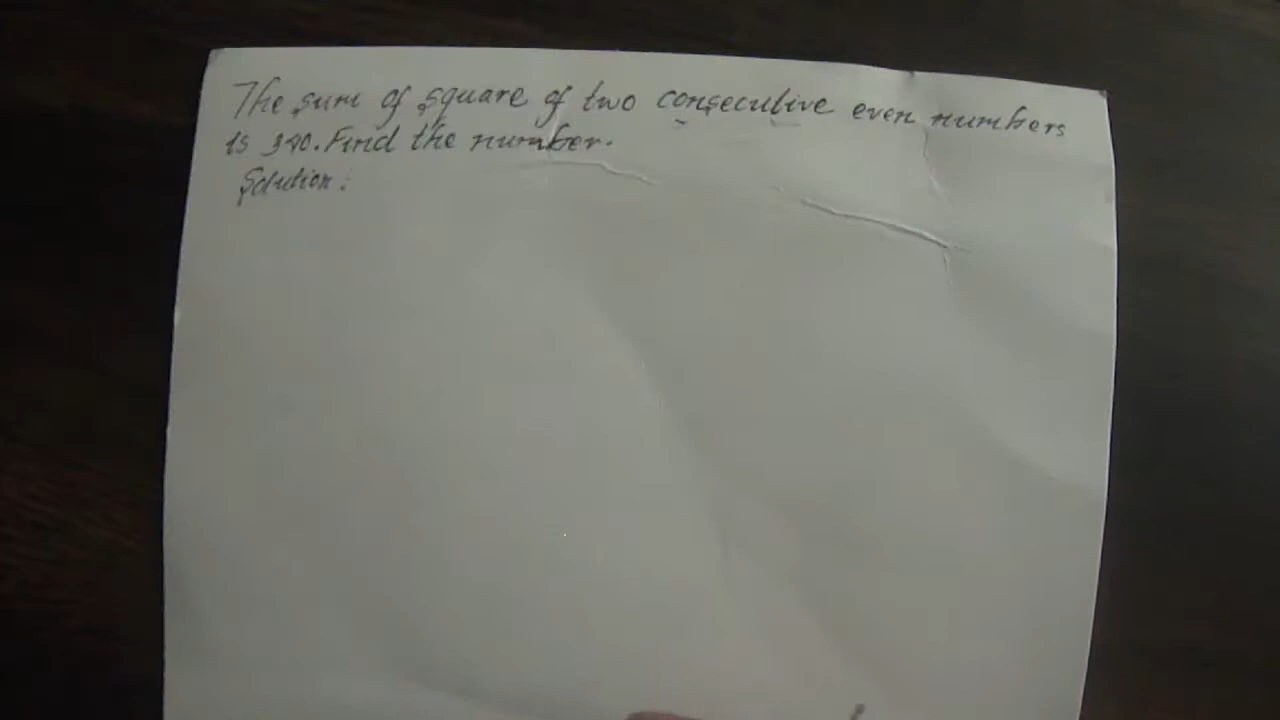 The sum of square of two consecutive even numbers
is 340. Find the number.
Solution: